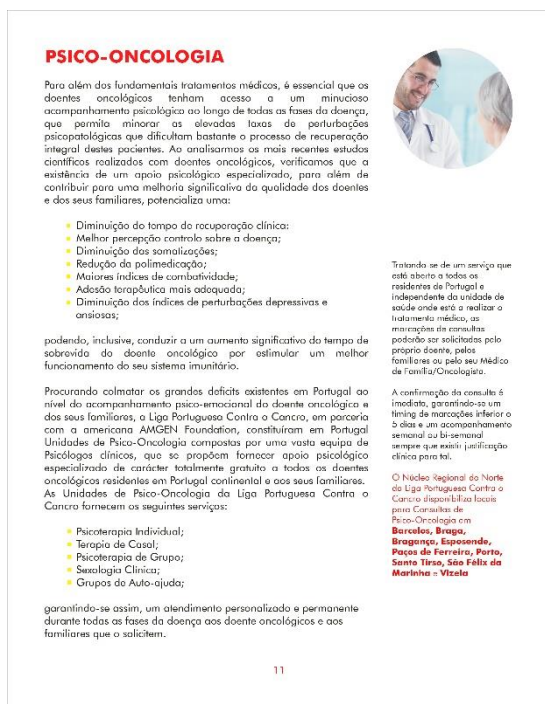 PSICO-ONCOLOGIA
Para além dos fundamentais tratamentos médicos, é essencial que os
doentes oncológicos tenham acesso a um minucioso
acompanhamento psicológico ao longo de todas as fases da doença,
que permita minorar as elevadas taxas de perturbações
psicopatológicas que dificultam bastante o processo de recuperação
integral destes pacientes. Ao analisarmos os mais recentes estudos
científicos realizados com doentes oncológicos, verificamos que a
existência de um apoio psicológico especializado, para além de
contribuir para uma melhoria significativa da qualidade dos doentes
e dos seus familiares, potencializa uma:
Diminuição do tempo de recuperação clínica:
Melhor percepção controlo sobre a doença;
Diminuição das somatizações;
Redução da polimedicação;
Maiores índices de combatividade;
Adesão terapêutica mais adequada;
Diminuição dos índices de perturbações depressivas e
ansiosas;
podendo, inclusive, conduzir a um aumento significativo do tempo de
sobrevida do doente oncológico por estimular um melhor
funcionamento do seu sistema imunitário.
Procurando colmatar os grandes deficits existentes em Portugal ao
nível do acompanhamento psico-emocional do doente oncológico e
dos seus familiares, a Liga Portuguesa Contra o Cancro, em parceria
com a americana AMGEN Foundation, constituíram em Portugal
Unidades de Psico-Oncologia compostas por uma vasta equipa de
Psicólogos clínicos, que se propõem fornecer apoio psicológico
especializado de carácter totalmente gratuito a todos os doentes
oncológicos residentes em Portugal continental e aos seus familiares.
As Unidades de Psico-Oncologia da Liga Portuguesa Contra o
Cancro fornecem os seguintes serviços:
Psicoterapia Individual;
Terapia de Casal;
Psicoterapia de Grupo;
Sexologia Clínica;
Grupos de Auto-ajuda;
garantindo-se assim, um atendimento personalizado e permanente
durante todas as fases da doença aos doente oncológicos e aos
familiares que o solicitem.
Tratando se de um serviço que
está aberto a todos os
residentes de Portugal e
independente da unidade de
saúde onde está a realizar o
tratamento médico, as
marcações de consultas
poderão ser solicitadas pelo
próprio doente, pelos
familiares ou pelo seu Médico
de Família/Oncologista.
A confirmação da consulta é
imediata, garantindo-se um
timing de marcações inferior a
5 dias e um acompanhamento
semanal ou bi-semanal
sempre que existir justificação
clínica para tal.
O Núcleo Regional do Norte
da Liga Portuguesa Contra o
Cancro disponibiliza locais
para Consultas de
Psico-Oncologia em
Barcelos, Braga,
Bragança, Esposende,
Paços de Ferreira, Porto,
Santo Tirso, São Félix da
Marinha e Vizela
11